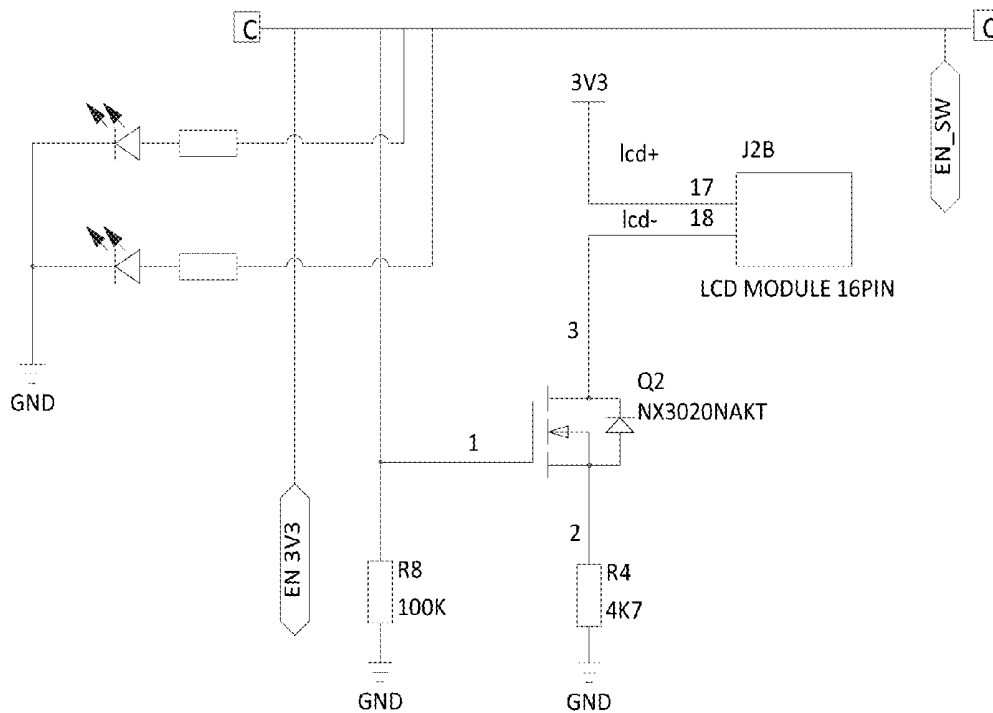 C
C
3V3
EN_SW
lcd+
J2B
17
lcd-
18
LCD MODULE 16PIN
3
GND
Q2
NX3020NAKT
1
2
EN 3V3
R8
100K
R4
4K7
GND
GND